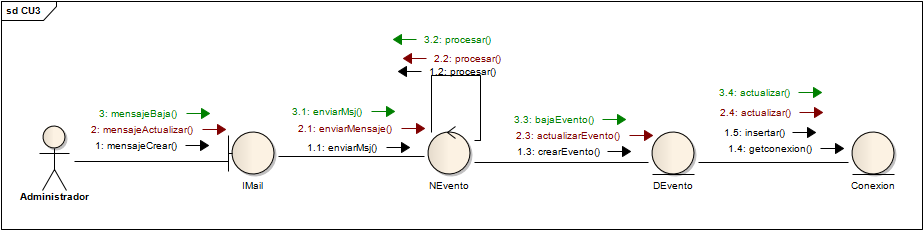 sd CU3
3.2: procesar()
2.2: procesar()
1.2: procesar()
3: mensajeBaja()
2: mensajeActualizar()
1: mensajeCrear()
3.1: enviarMsj()
2.1: enviarMensaje()
1.1: enviarMsj()
3.3: bajaEvento()
2.3: actualizarEvento()
1.3: crearEvento()
3.4: actualizar()
2.4: actualizar()
1.5: insertar()
1.4: getconexion()
Administrador
IMail
NEvento
DEvento
Conexion